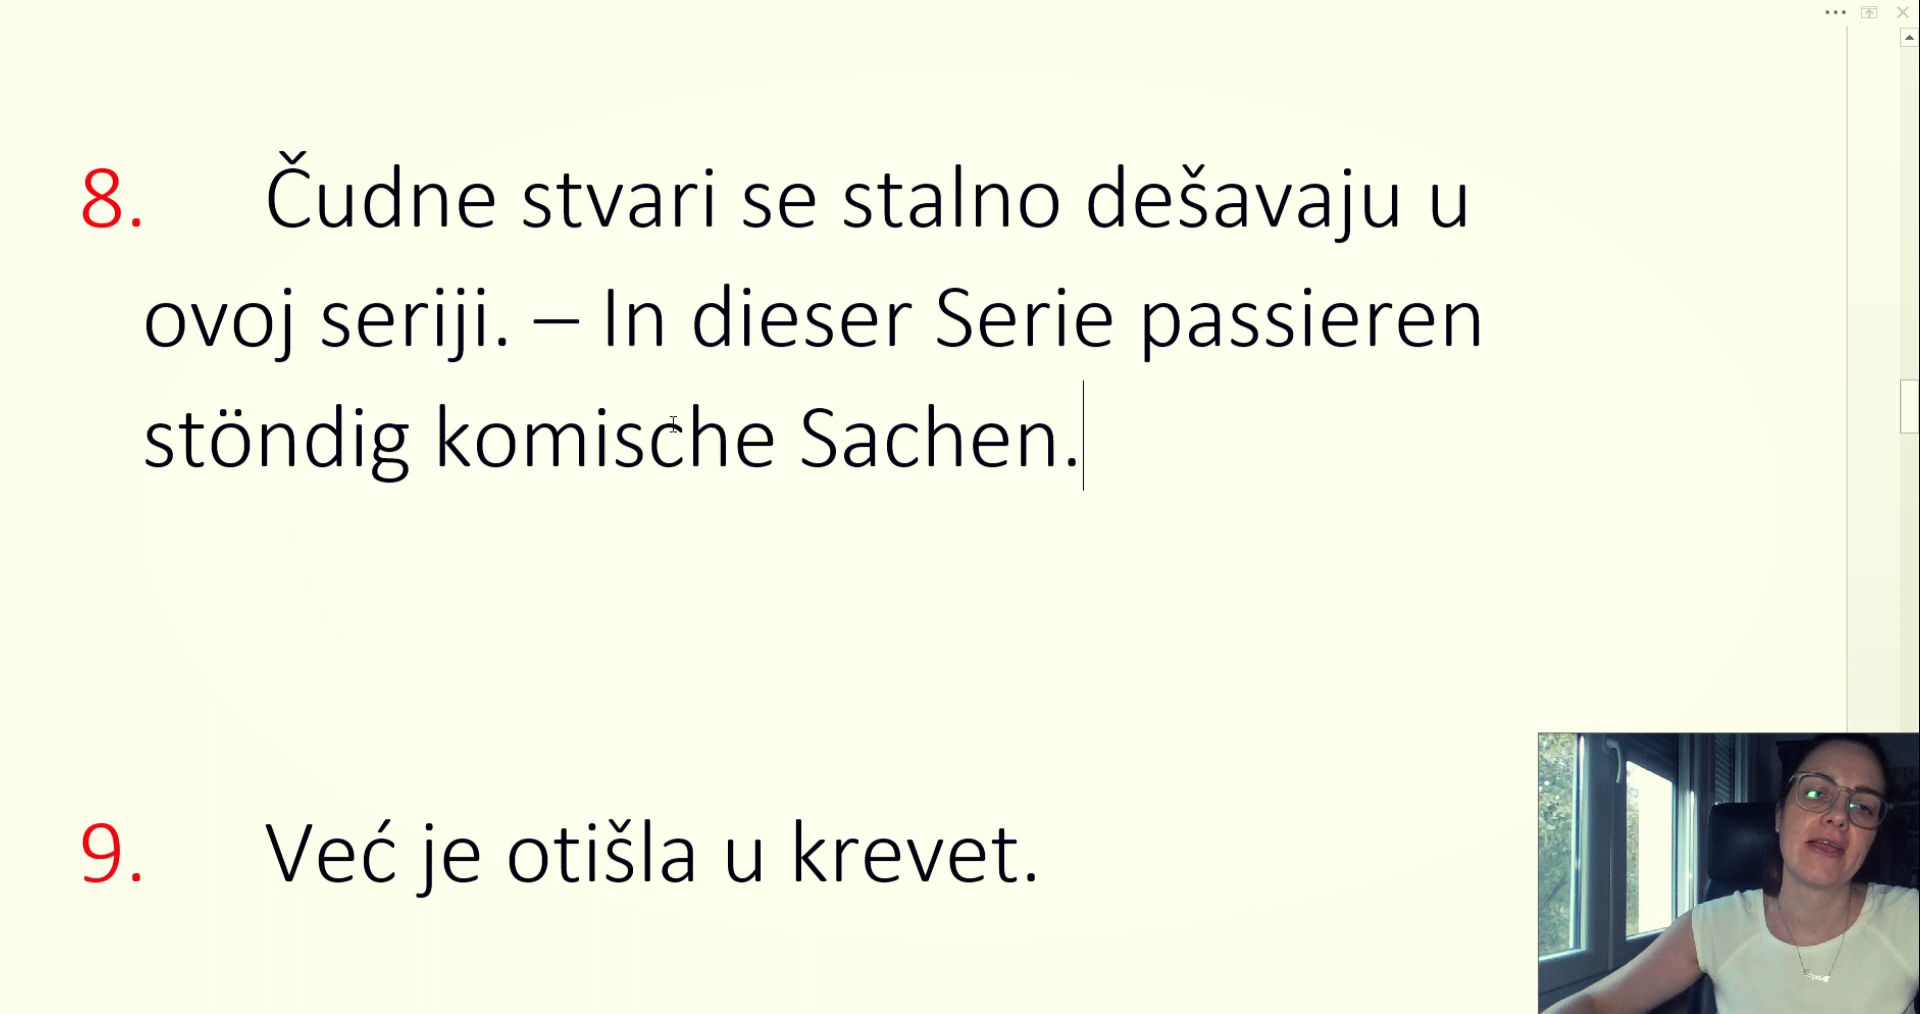 8. Čudne stvari se stalno dešavaju u
ovoj seriji. – In dieser Serie passieren
stöndig komische Sachen.
9. Već je otišla u krevet.